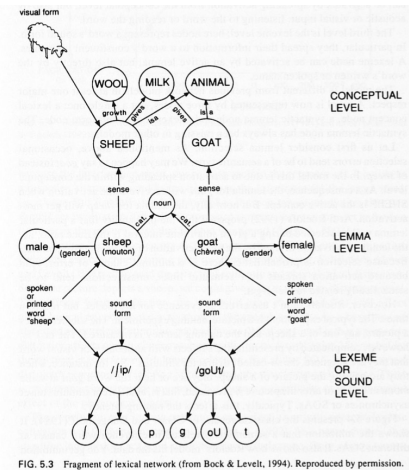 visual form
WOOL
MILK
ANIMAL
CONCEPTUAL
LEVEL
growth
gives
is a
gives
is a
SHEEP
GOAT
sense
sense
noun
cat.
cat.
male
(gender)
sheep
(mouton)
goat
(chèvre)
(gender)
female
LEMMA
LEVEL
spoken
or
printed
word
"sheep"
sound
form
sound
form
spoken
or
printed
word
"goat"
/ʃip/
/goUt/
LEXEME
OR
SOUND
LEVEL
ʃ
i
p
g
oU
t
FIG. 5.3 Fragment of lexical network (from Bock & Levelt, 1994). Reproduced by permission.